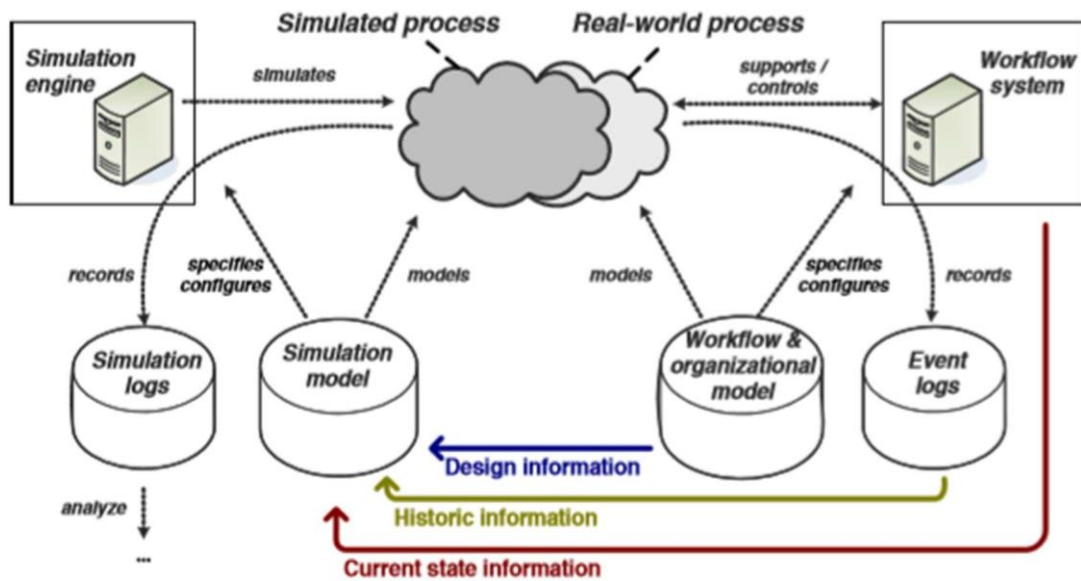 Simulated process
Real-world process
Simulation
engine
simulates
supports /
controls
Workflow
system
records
specifies
configures
models
models
specifies
configures
records
Simulation
logs
Simulation
model
Workflow &
organizational
model
Event
logs
Design information
analyze
Historic information
...
Current state information